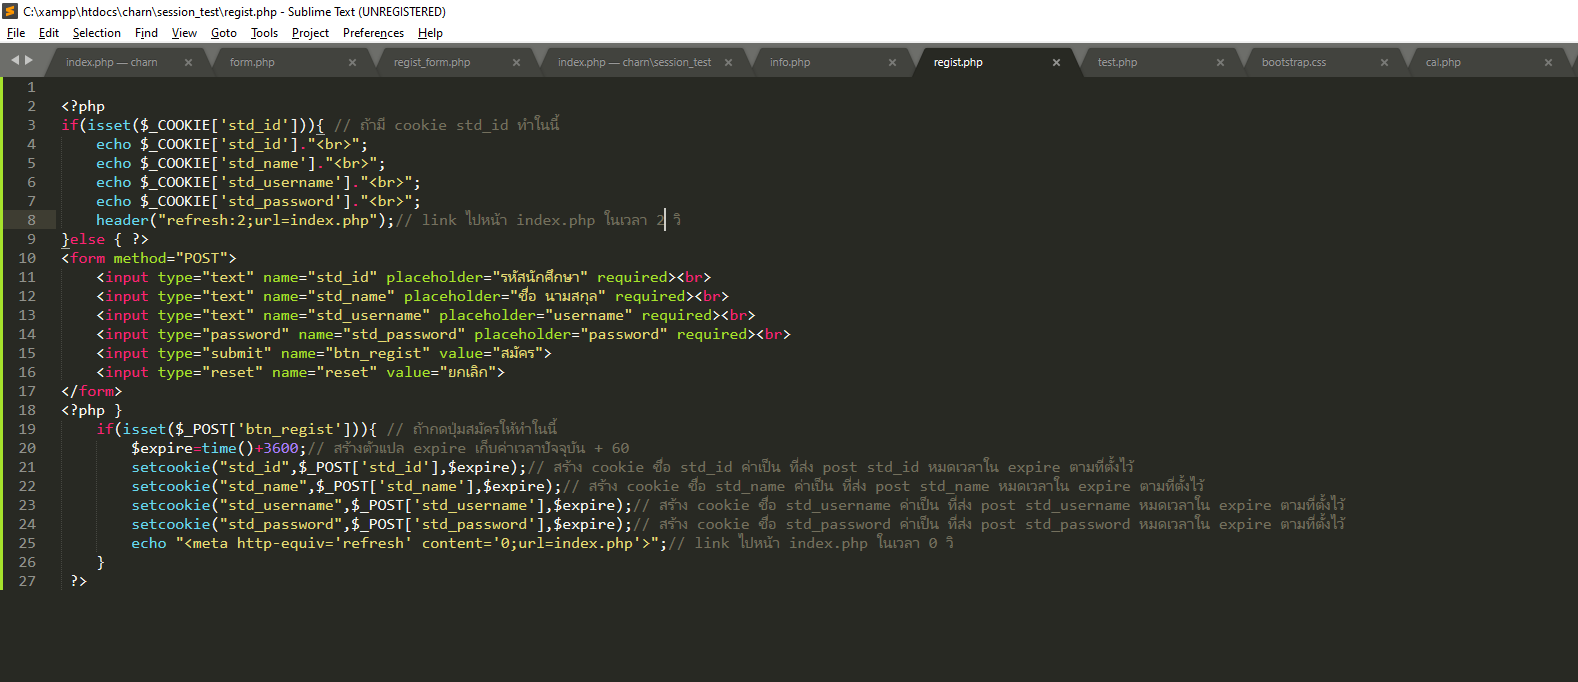 C:\xampp\htdocs\charn\session_test\regist.php - Sublime Text (UNREGISTERED)
File Edit Selection Find View Goto Tools Project Preferences Help
index.php — charn × form.php × regist_form.php × index.php — charn\session_test × info.php × regist.php × test.php × bootstrap.css × cal.php ×
1
2 <?php
3 if(isset($_COOKIE['std_id'])){ // ถ้ามี cookie std_id ทำในนี้
4 echo $_COOKIE['std_id']."<br>";
5 echo $_COOKIE['std_name']."<br>";
6 echo $_COOKIE['std_username']."<br>";
7 echo $_COOKIE['std_password']."<br>";
8 header("refresh:2;url=index.php");// link ไปหน้า index.php ในเวลา 2 วิ
9 }else { ?>
10 <form method="POST">
11 <input type="text" name="std_id" placeholder="รหัสนักศึกษา" required><br>
12 <input type="text" name="std_name" placeholder="ชื่อ นามสกุล" required><br>
13 <input type="text" name="std_username" placeholder="username" required><br>
14 <input type="password" name="std_password" placeholder="password" required><br>
15 <input type="submit" name="btn_regist" value="สมัคร">
16 <input type="reset" name="reset" value="ยกเลิก">
17 </form>
18 <?php }
19 if(isset($_POST['btn_regist'])){ // ถ้ากดปุ่มสมัครให้ทำในนี้
20 $expire=time()+3600;// สร้างตัวแปล expire เก็บค่าเวลาปัจจุบัน + 60
21 setcookie("std_id",$_POST['std_id'],$expire);// สร้าง cookie ชื่อ std_id ค่าเป็น ที่ส่ง post std_id หมดเวลาใน expire ตามที่ตั้งไว้
22 setcookie("std_name",$_POST['std_name'],$expire);// สร้าง cookie ชื่อ std_name ค่าเป็น ที่ส่ง post std_name หมดเวลาใน expire ตามที่ตั้งไว้
23 setcookie("std_username",$_POST['std_username'],$expire);// สร้าง cookie ชื่อ std_username ค่าเป็น ที่ส่ง post std_username หมดเวลาใน expire ตามที่ตั้งไว้
24 setcookie("std_password",$_POST['std_password'],$expire);// สร้าง cookie ชื่อ std_password ค่าเป็น ที่ส่ง post std_password หมดเวลาใน expire ตามที่ตั้งไว้
25 echo "<meta http-equiv='refresh' content='0;url=index.php'>";// link ไปหน้า index.php ในเวลา 0 วิ
26 }
27 ?>